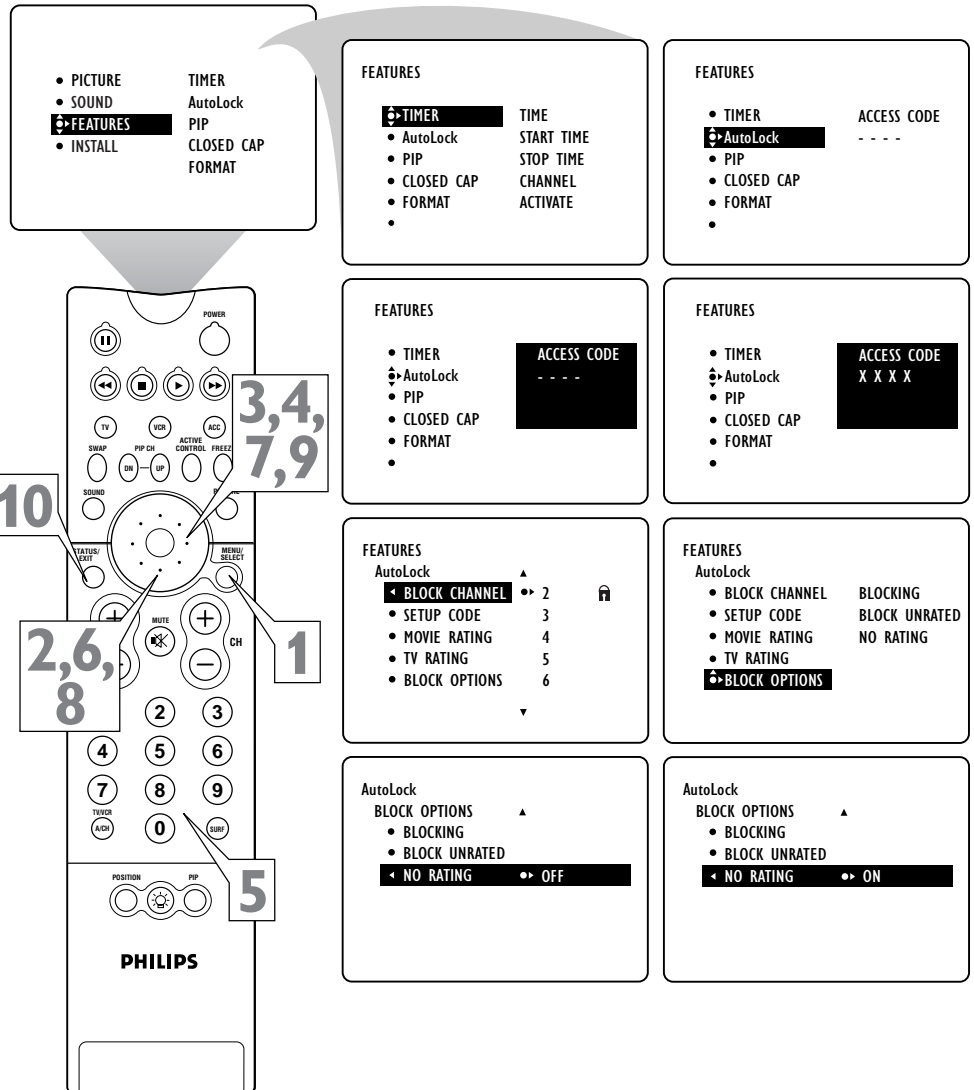 • PICTURE TIMER
• SOUND AutoLock
FEATURES PIP
• INSTALL CLOSED CAP
FORMAT
FEATURES
TIMER TIME
• AutoLock START TIME
• PIP STOP TIME
• CLOSED CAP CHANNEL
• FORMAT ACTIVATE
•
FEATURES
• TIMER ACCESS CODE
AutoLock - - - -
• PIP
• CLOSED CAP
• FORMAT
•
FEATURES
• TIMER ACCESS CODE
AutoLock - - - -
• PIP
• CLOSED CAP
• FORMAT
•
FEATURES
• TIMER ACCESS CODE
AutoLock X X X X
• PIP
• CLOSED CAP
• FORMAT
•
FEATURES
AutoLock ▲
◂ BLOCK CHANNEL 2
• SETUP CODE 3
• MOVIE RATING 4
• TV RATING 5
• BLOCK OPTIONS 6
▼
FEATURES
AutoLock
• BLOCK CHANNEL BLOCKING
• SETUP CODE BLOCK UNRATED
• MOVIE RATING NO RATING
• TV RATING
BLOCK OPTIONS
AutoLock
BLOCK OPTIONS ▲
• BLOCKING
• BLOCK UNRATED
◂ NO RATING •▸ OFF
AutoLock
BLOCK OPTIONS ▲
• BLOCKING
• BLOCK UNRATED
◂ NO RATING •▸ ON
POWER
TV VCR ACC
SWAP PIP CH ACTIVE CONTROL
DN UP
SOUND
3,4,
7,9
10
EXIT
MENU/
SELECT
MUTE
CH
2,6,
8
1
2 3
4 5 6
7 8 9
TV/VCR
A/CH 0 SURF
5
POSITION PIP
PHILIPS